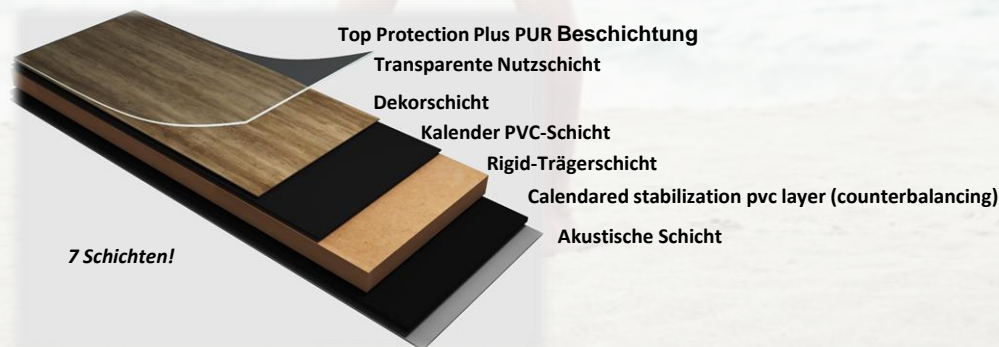 Top Protection Plus PUR Beschichtung
Transparente Nutzschicht
Dekorschicht
Kalender PVC-Schicht
Rigid-Trägerschicht
Calendared stabilization pvc layer (counterbalancing)
Akustische Schicht
7 Schichten!